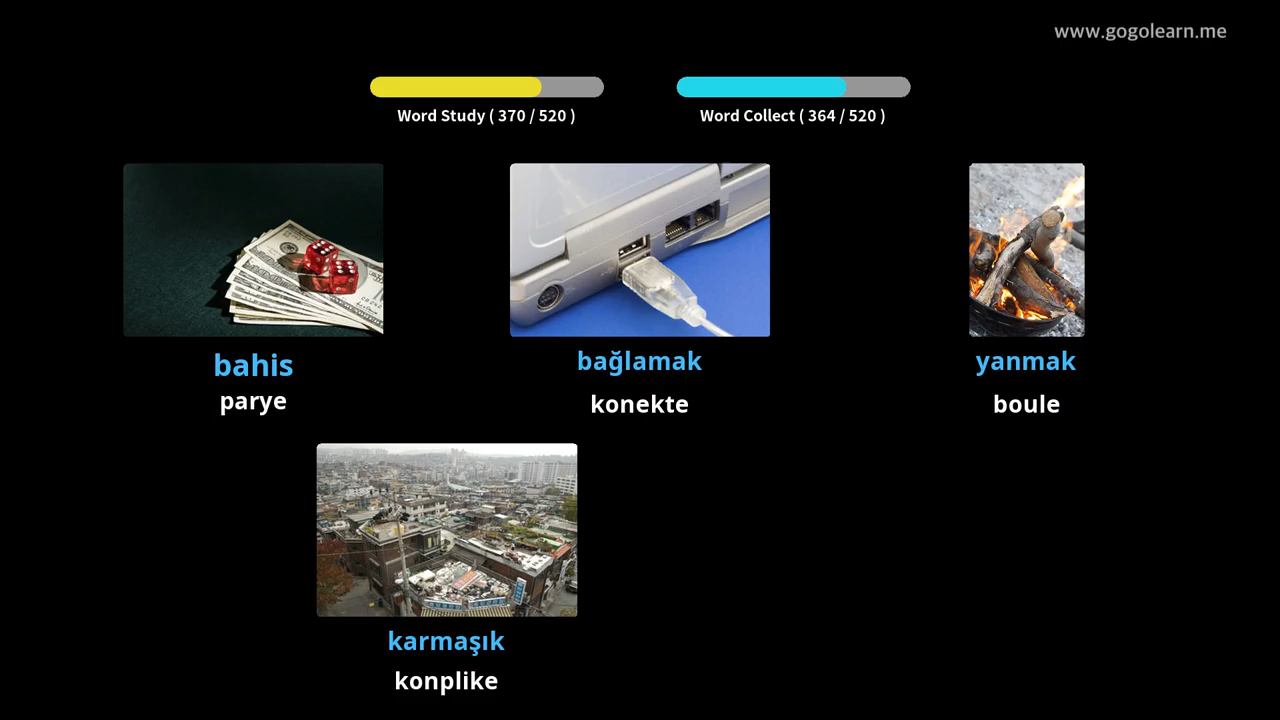 www.gogolearn.me
Word Study ( 370 / 520 )
Word Collect ( 364 / 520 )
bahis
parye
bağlamak
konekte
yanmak
boule
karmaşık
konplike